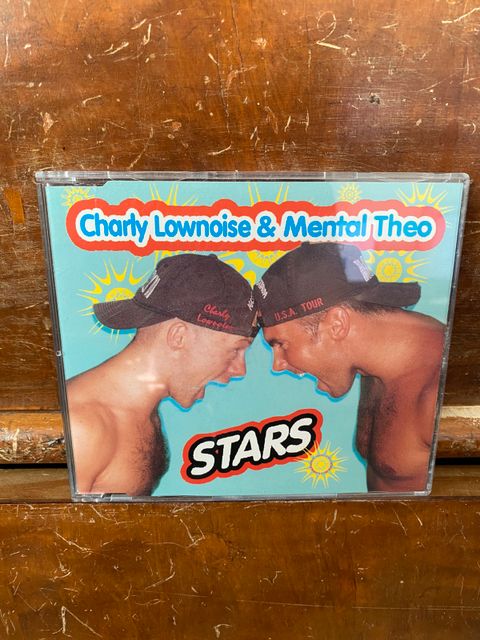 Charly Lownoise & Mental Theo
Charly
Lownoise
U.S.A. TOUR
STARS